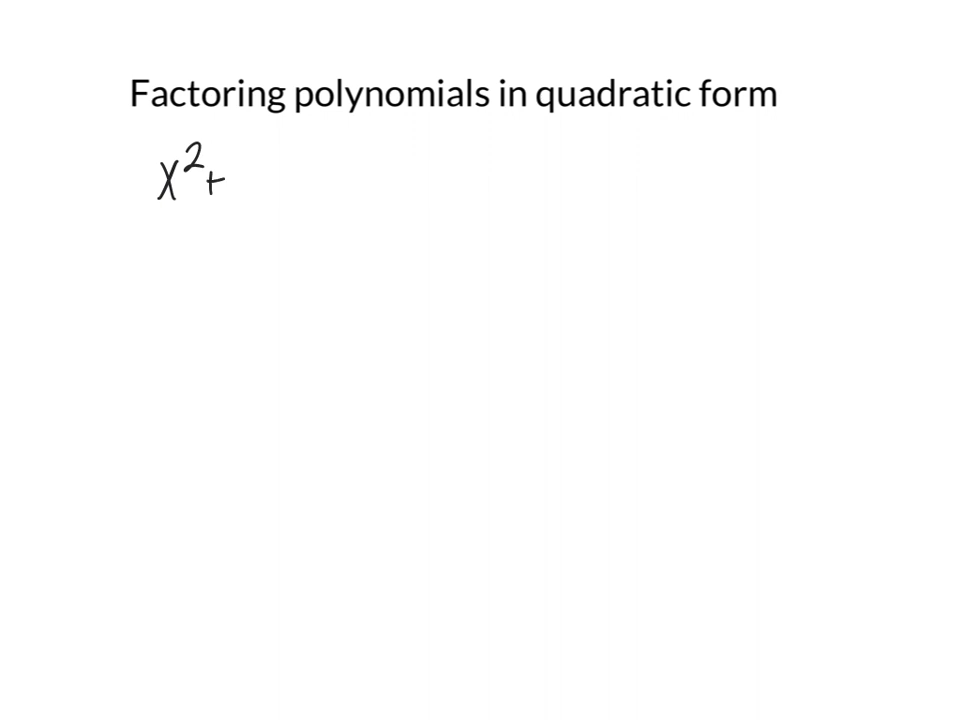 Factoring polynomials in quadratic form
x²+